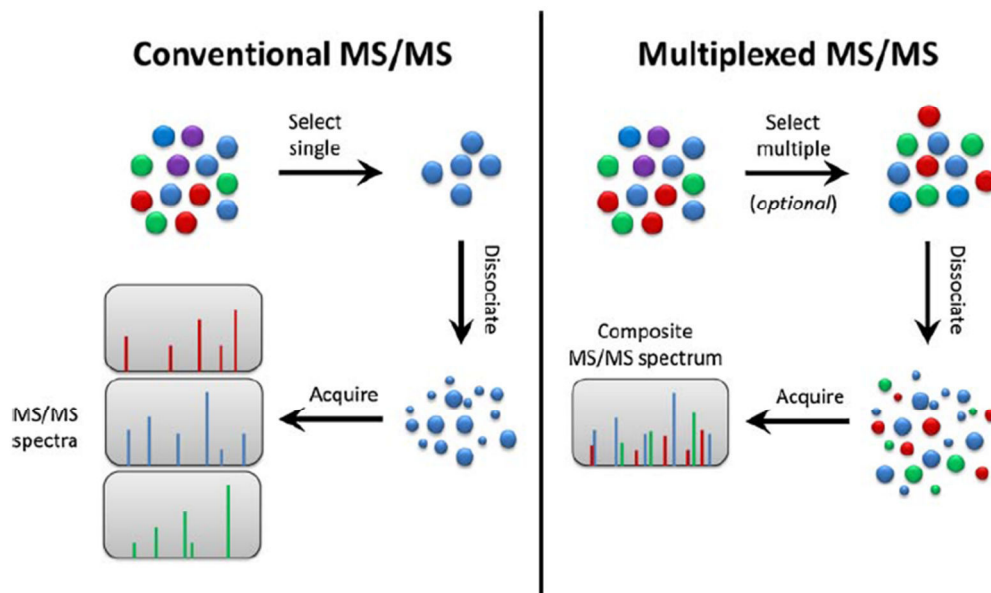 Conventional MS/MS
Select
single
Dissociate
Acquire
MS/MS
spectra
Multiplexed MS/MS
Select
multiple
(optional)
Dissociate
Composite
MS/MS spectrum
Acquire